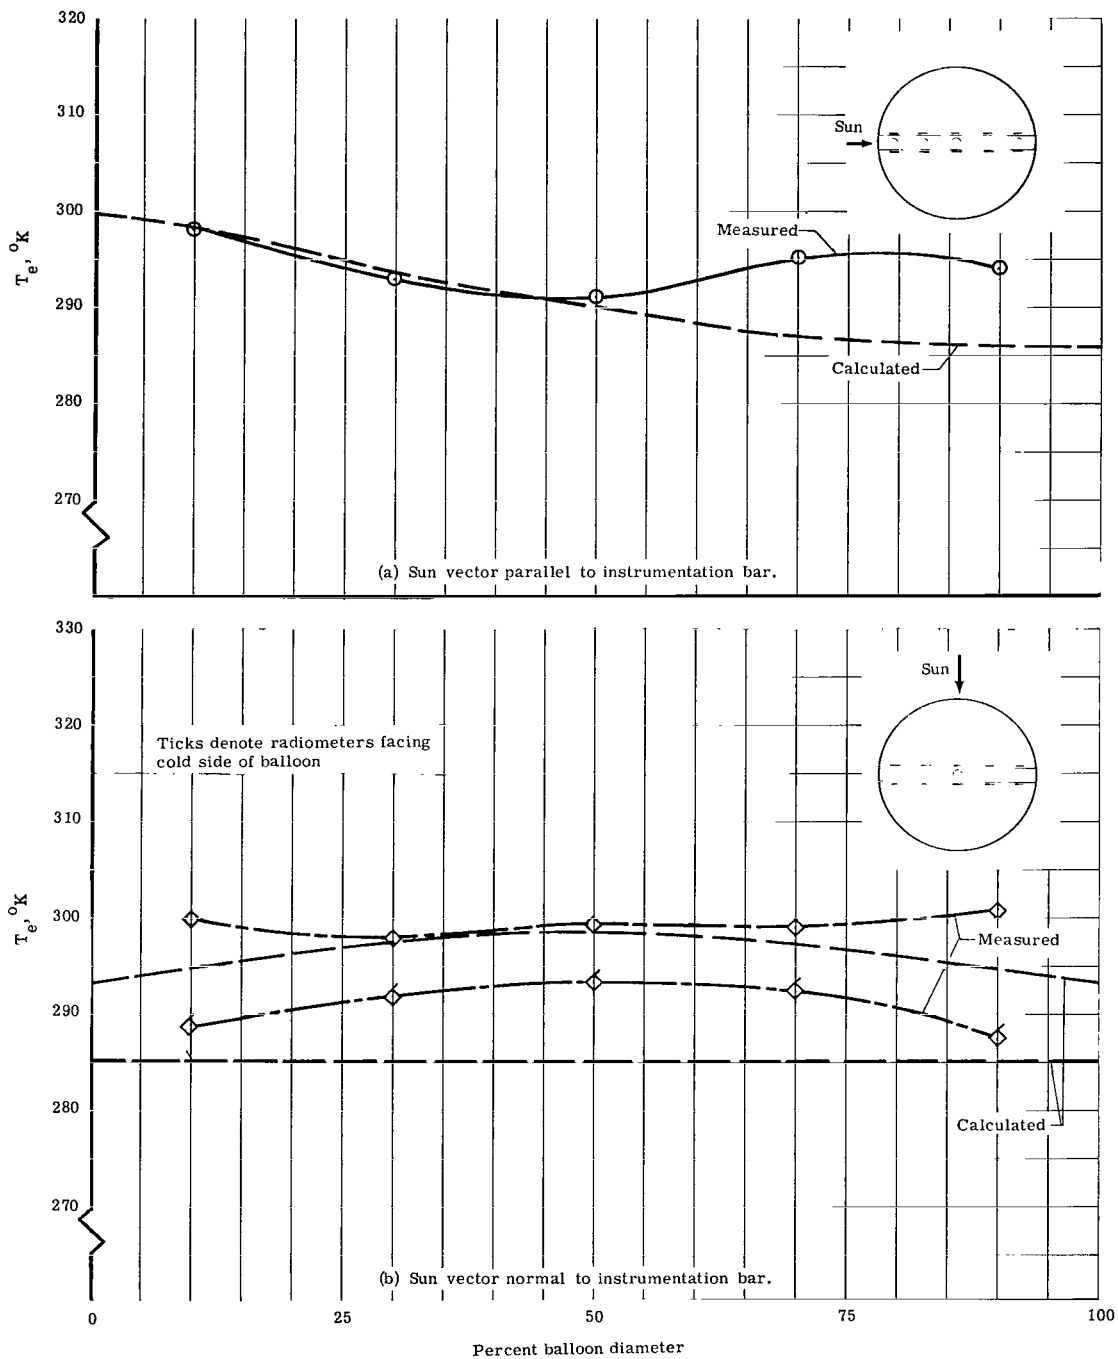 320
310
Sun
300
Measured
T_e, °K
290
Calculated
280
270
(a) Sun vector parallel to instrumentation bar.
330
Sun
320
Ticks denote radiometers facing
cold side of balloon
310
T_e, °K
300
Measured
290
280
Calculated
270
(b) Sun vector normal to instrumentation bar.
0 25 50 75 100
Percent balloon diameter